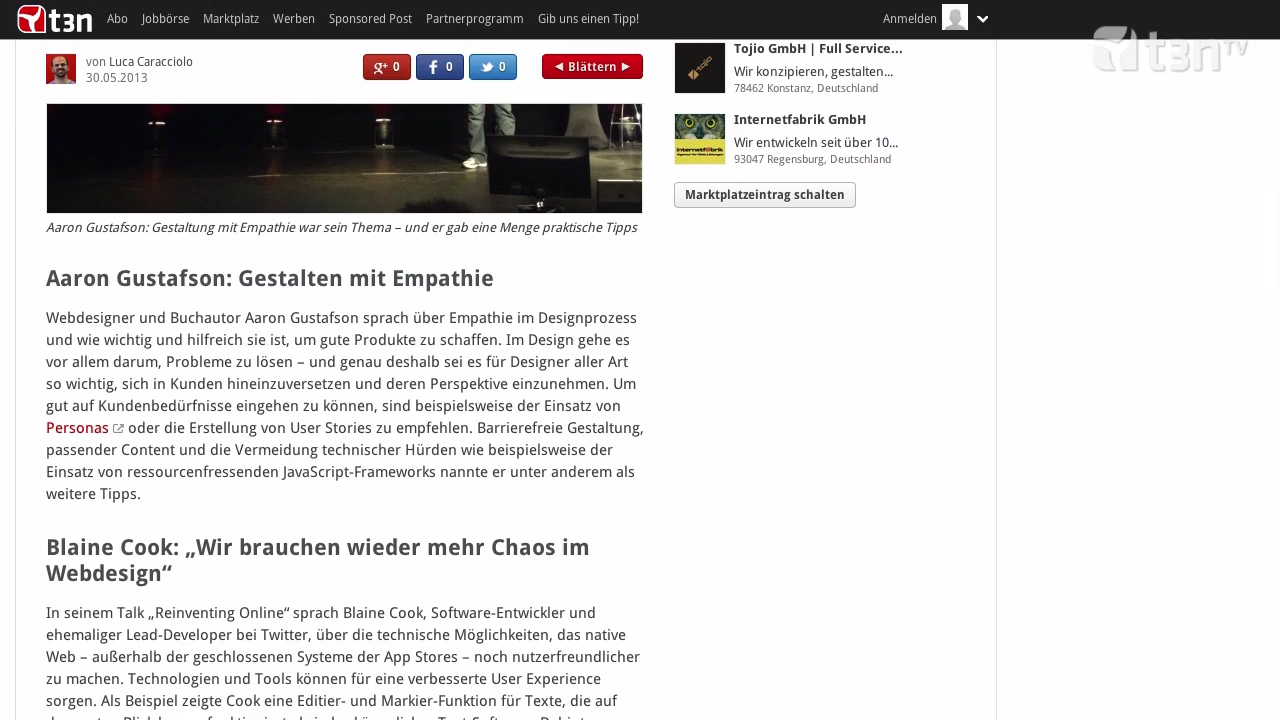 t3n Abo Jobbörse Marktplatz Werben Sponsored Post Partnerprogramm Gib uns einen Tipp! Anmelden
t3n TV
von Luca Caracciolo
30.05.2013
g+ 0 f 0 0 ◄ Blättern ►
Aaron Gustafson: Gestaltung mit Empathie war sein Thema – und er gab eine Menge praktische Tipps
Aaron Gustafson: Gestalten mit Empathie
Webdesigner und Buchautor Aaron Gustafson sprach über Empathie im Designprozess
und wie wichtig und hilfreich sie ist, um gute Produkte zu schaffen. Im Design gehe es
vor allem darum, Probleme zu lösen – und genau deshalb sei es für Designer aller Art
so wichtig, sich in Kunden hineinzuversetzen und deren Perspektive einzunehmen. Um
gut auf Kundenbedürfnisse eingehen zu können, sind beispielsweise der Einsatz von
Personas oder die Erstellung von User Stories zu empfehlen. Barrierefreie Gestaltung,
passender Content und die Vermeidung technischer Hürden wie beispielsweise der
Einsatz von ressourcenfressenden JavaScript-Frameworks nannte er unter anderem als
weitere Tipps.
Blaine Cook: „Wir brauchen wieder mehr Chaos im
Webdesign“
In seinem Talk „Reinventing Online“ sprach Blaine Cook, Software-Entwickler und
ehemaliger Lead-Developer bei Twitter, über die technische Möglichkeiten, das native
Web – außerhalb der geschlossenen Systeme der App Stores – noch nutzerfreundlicher
zu machen. Technologien und Tools können für eine verbesserte User Experience
sorgen. Als Beispiel zeigte Cook eine Editier- und Markier-Funktion für Texte, die auf
Tojio GmbH | Full Service...
Wir konzipieren, gestalten...
78462 Konstanz, Deutschland
tojio
Internetfabrik GmbH
Wir entwickeln seit über 10...
93047 Regensburg, Deutschland
internetfabrik
Marktplatzeintrag schalten